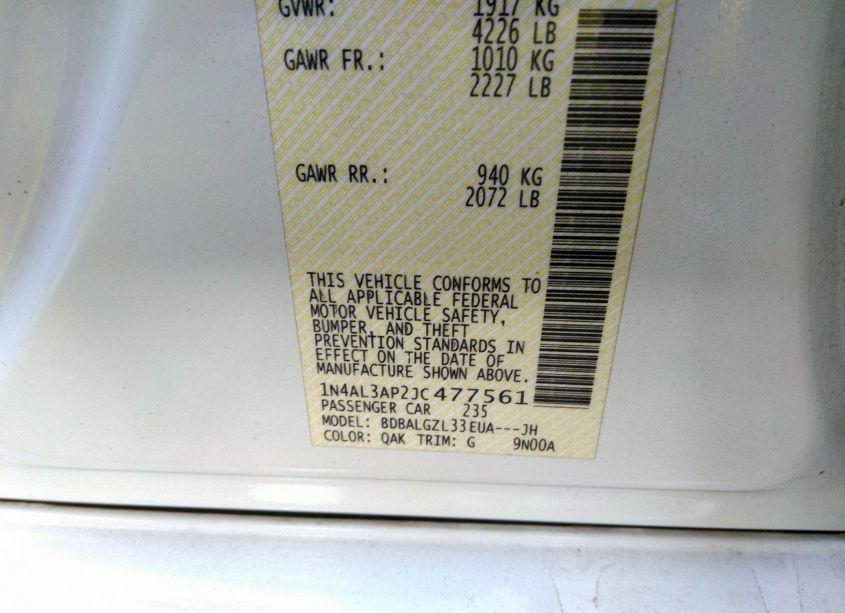 GVWR: 1917 KG
4226 LB
GAWR FR.: 1010 KG
2227 LB
GAWR RR.: 940 KG
2072 LB
THIS VEHICLE CONFORMS TO
ALL APPLICABLE FEDERAL
MOTOR VEHICLE SAFETY,
BUMPER, AND THEFT
PREVENTION STANDARDS IN
EFFECT ON THE DATE OF
MANUFACTURE SHOWN ABOVE.
1N4AL3AP2JC477561
PASSENGER CAR 235
MODEL: BDBALGZL33EUA---JH
COLOR: QAK TRIM: G 9N00A